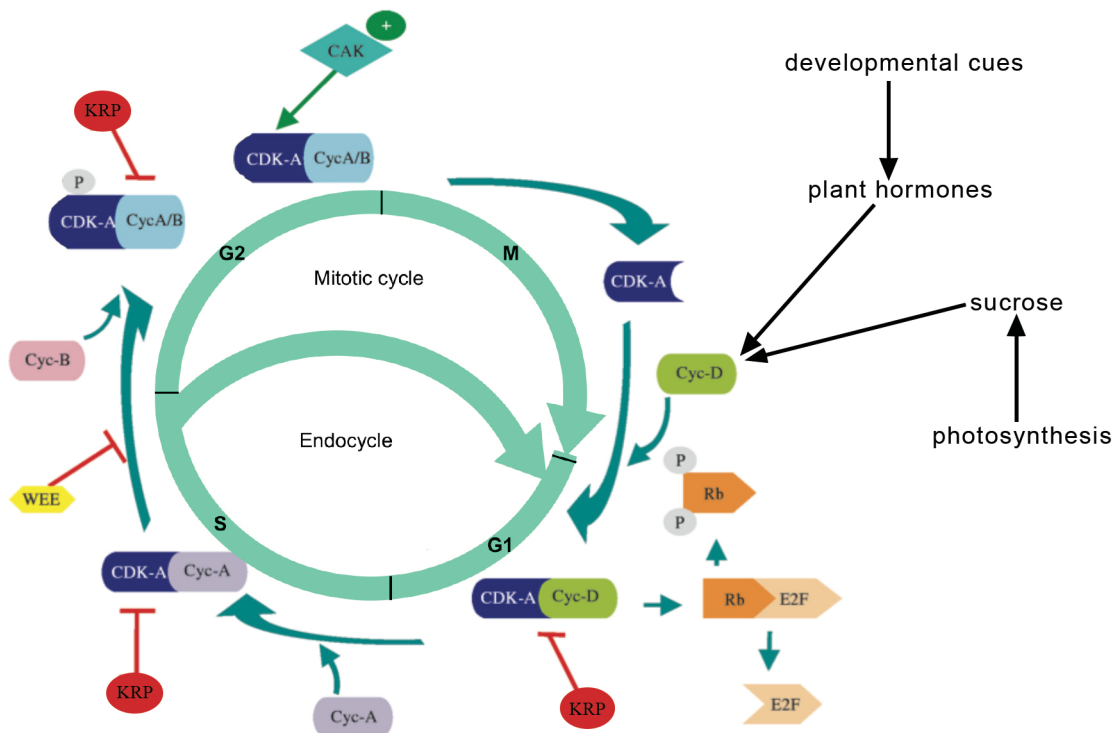 +
CAK
developmental cues
KRP
CDK-A
CycA/B
P
CDK-A
CycA/B
plant hormones
G2
M
Mitotic cycle
CDK-A
sucrose
Cyc-B
Cyc-D
Endocycle
photosynthesis
P
Rb
P
WEE
S
G1
CDK-A
Cyc-A
CDK-A
Cyc-D
Rb
E2F
KRP
Cyc-A
KRP
E2F